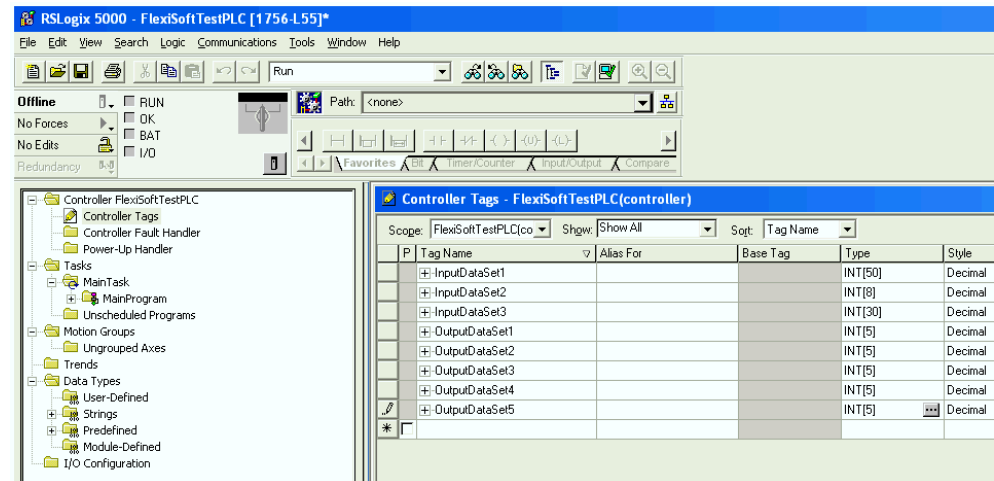 RSLogix 5000 - FlexiSoftTestPLC [1756-L55]*
File Edit View Search Logic Communications Tools Window Help
Run
Offline RUN
No Forces OK
No Edits BAT
Redundancy I/O
Path: <none>
Favorites Bit Timer/Counter Input/Output Compare
Controller FlexiSoftTestPLC
Controller Tags
Controller Fault Handler
Power-Up Handler
Tasks
MainTask
MainProgram
Unscheduled Programs
Motion Groups
Ungrouped Axes
Trends
Data Types
User-Defined
Strings
Predefined
Module-Defined
I/O Configuration
Controller Tags - FlexiSoftTestPLC(controller)
Scope: FlexiSoftTestPLC(co Show: Show All Sort: Tag Name
P Tag Name Alias For Base Tag Type Style
InputDataSet1 INT[50] Decimal
InputDataSet2 INT[8] Decimal
InputDataSet3 INT[30] Decimal
OutputDataSet1 INT[5] Decimal
OutputDataSet2 INT[5] Decimal
OutputDataSet3 INT[5] Decimal
OutputDataSet4 INT[5] Decimal
OutputDataSet5 INT[5] ... Decimal